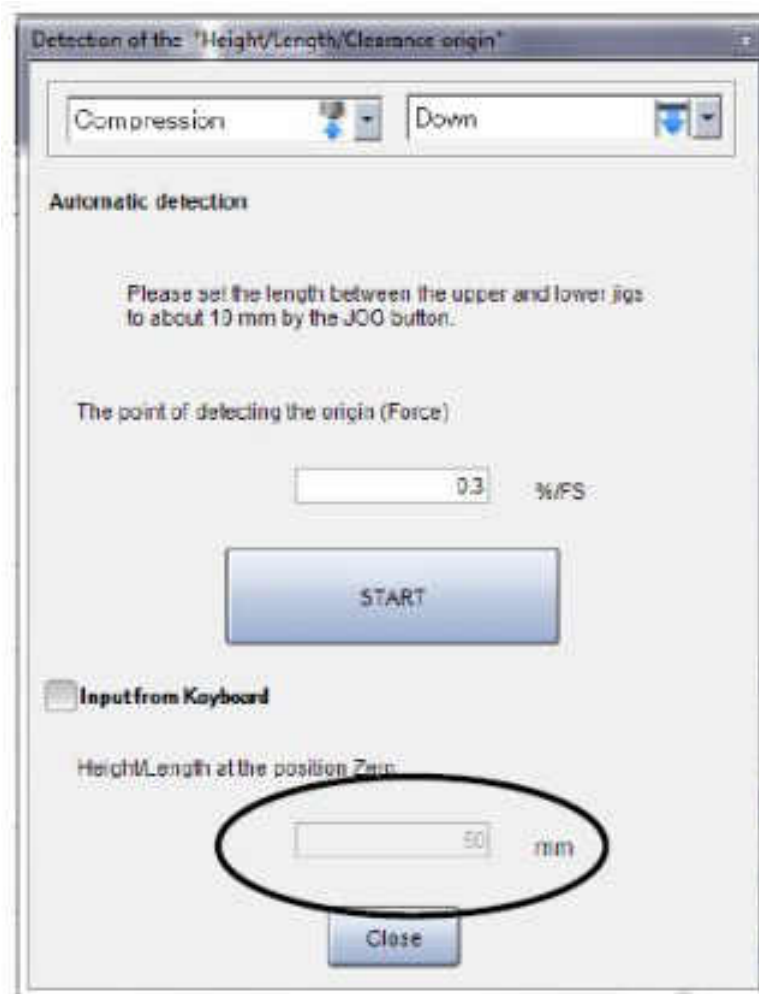 Detection of the "Height/Length/Clearance origin"
Compression
Down
Automatic detection
Please set the length between the upper and lower jigs
to about 10 mm by the JOG button.
The point of detecting the origin (Force)
0.3 %/FS
START
Input from Keyboard
Height/Length at the position Zero
50 mm
Close